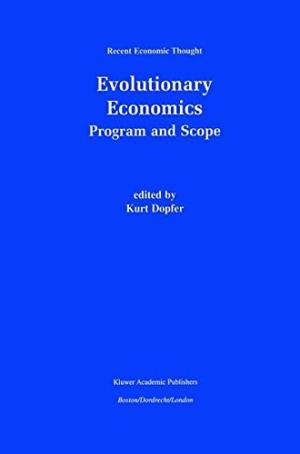 Recent Economic Thought
Evolutionary
Economics
Program and Scope
edited by
Kurt Dopfer
Kluwer Academic Publishers
Boston/Dordrecht/London